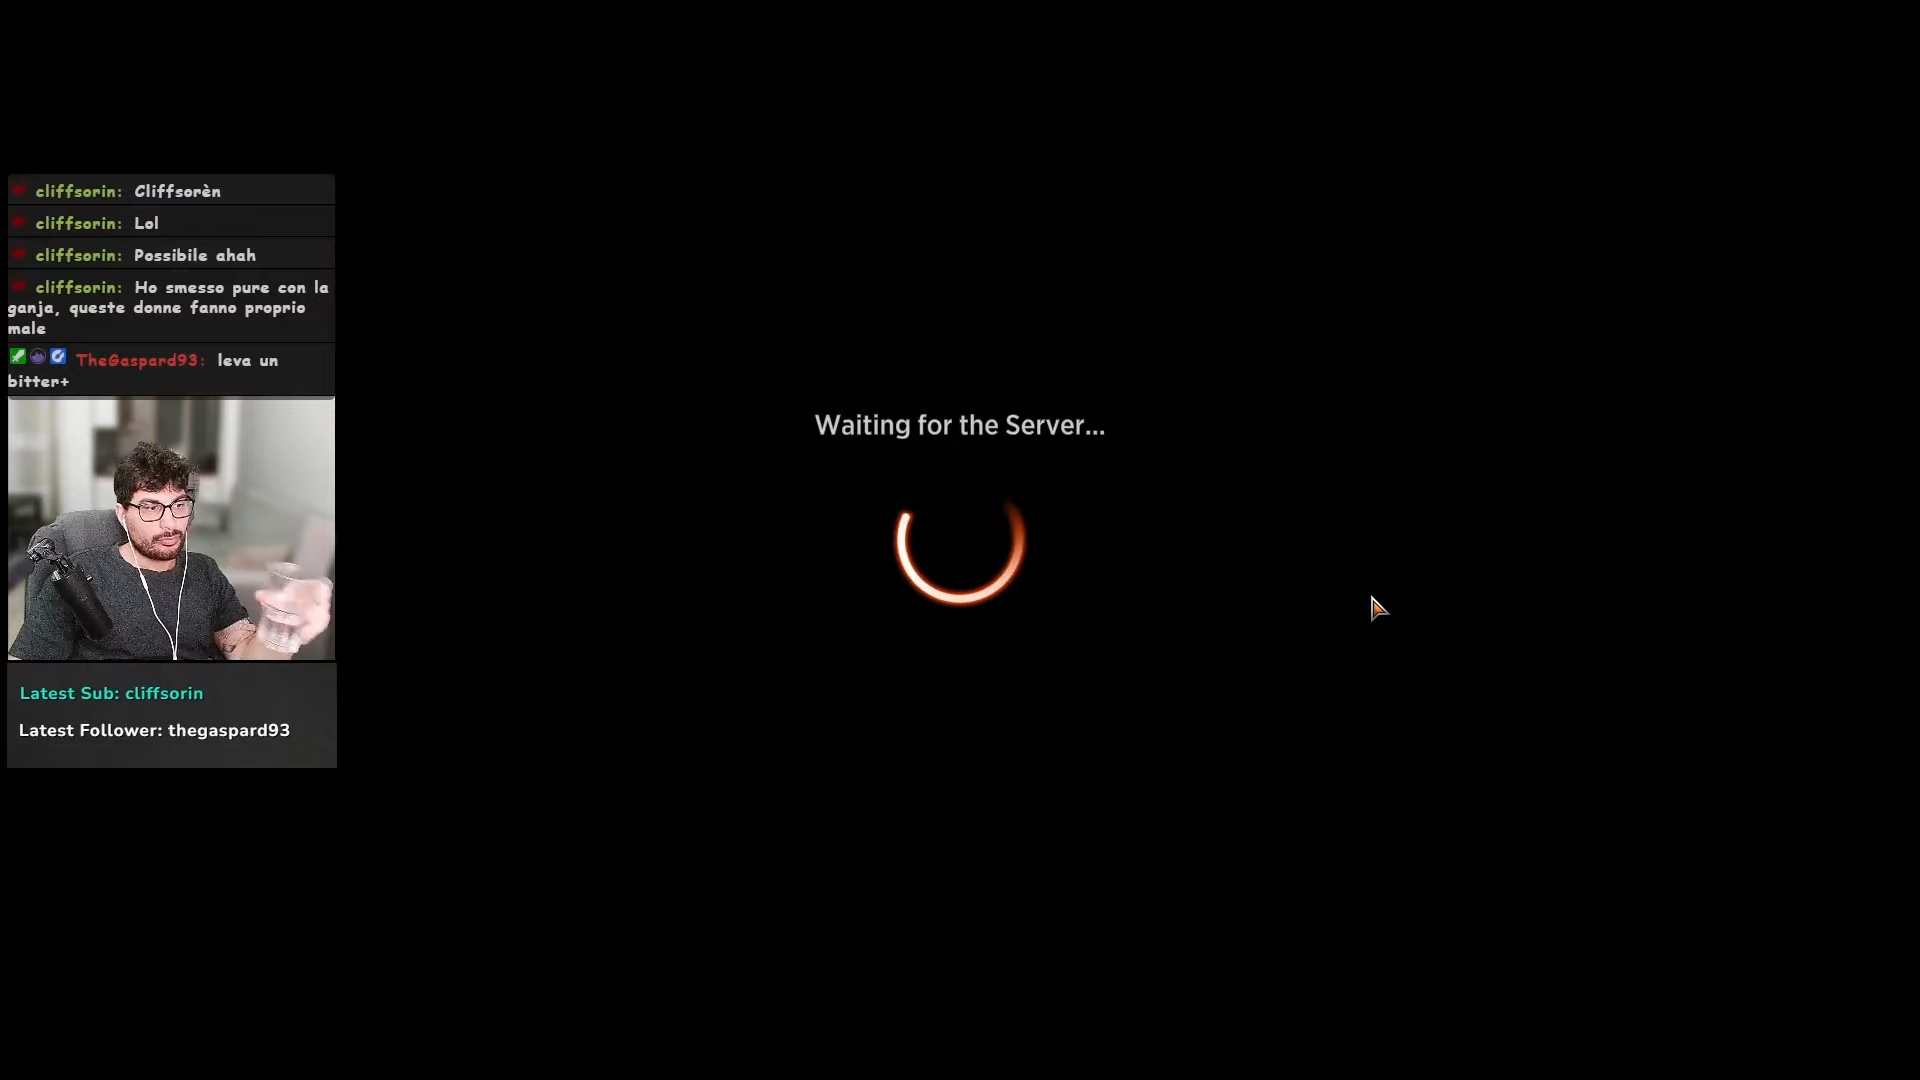 cliffsorin: Cliffsorèn
cliffsorin: Lol
cliffsorin: Possibile ahah
cliffsorin: Ho smesso pure con la
ganja, queste donne fanno proprio
male
TheGaspard93: leva un
bitter+
Waiting for the Server...
Latest Sub: cliffsorin
Latest Follower: thegaspard93